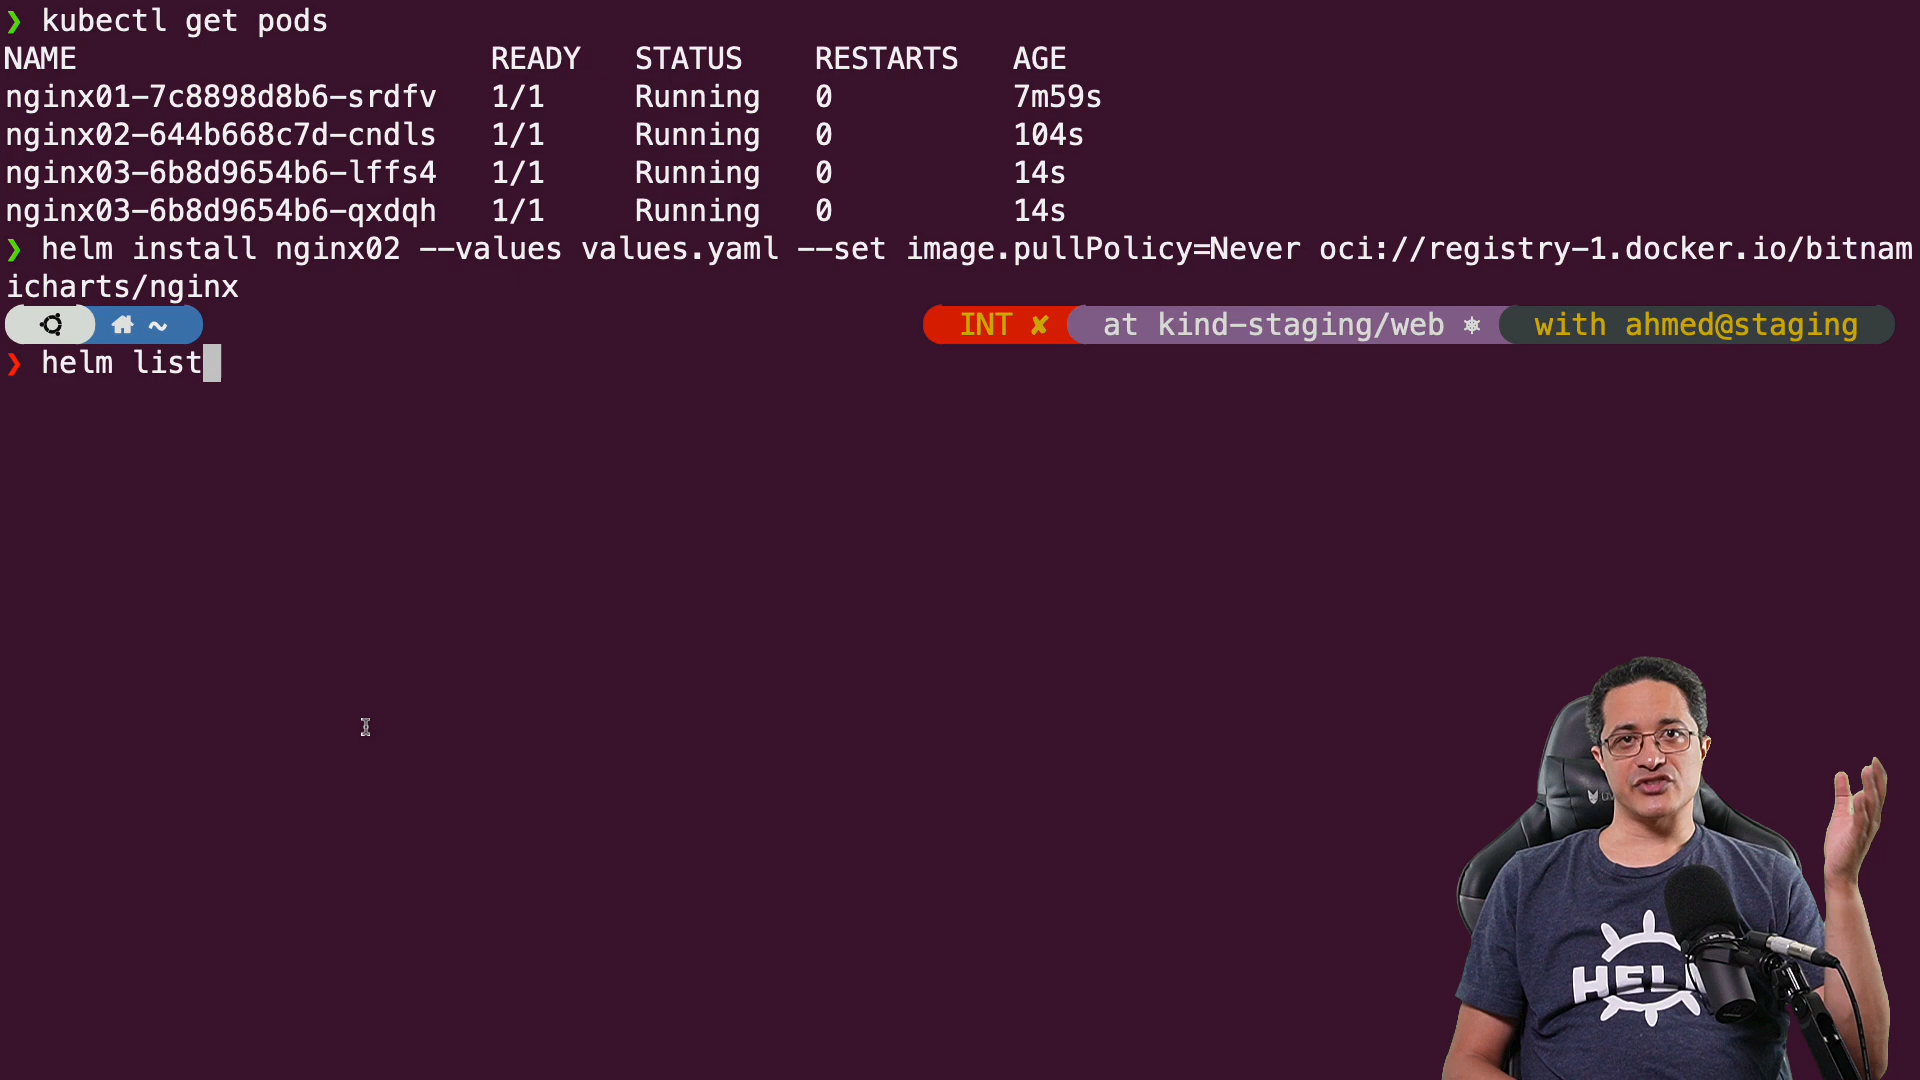 ❯ kubectl get pods
NAME READY STATUS RESTARTS AGE
nginx01-7c8898d8b6-srdfv 1/1 Running 0 7m59s
nginx02-644b668c7d-cndls 1/1 Running 0 104s
nginx03-6b8d9654b6-lffs4 1/1 Running 0 14s
nginx03-6b8d9654b6-qxdqh 1/1 Running 0 14s
❯ helm install nginx02 --values values.yaml --set image.pullPolicy=Never oci://registry-1.docker.io/bitnam
icharts/nginx
~ INT ✘ at kind-staging/web ⎈ with ahmed@staging
❯ helm list